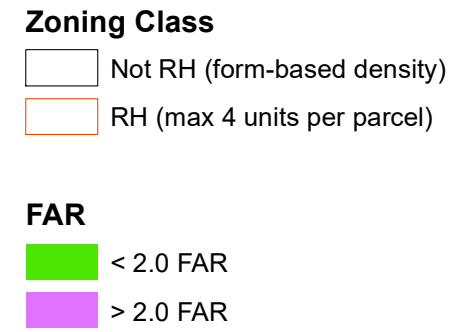 Zoning Class
Not RH (form-based density)
RH (max 4 units per parcel)
FAR
< 2.0 FAR
> 2.0 FAR